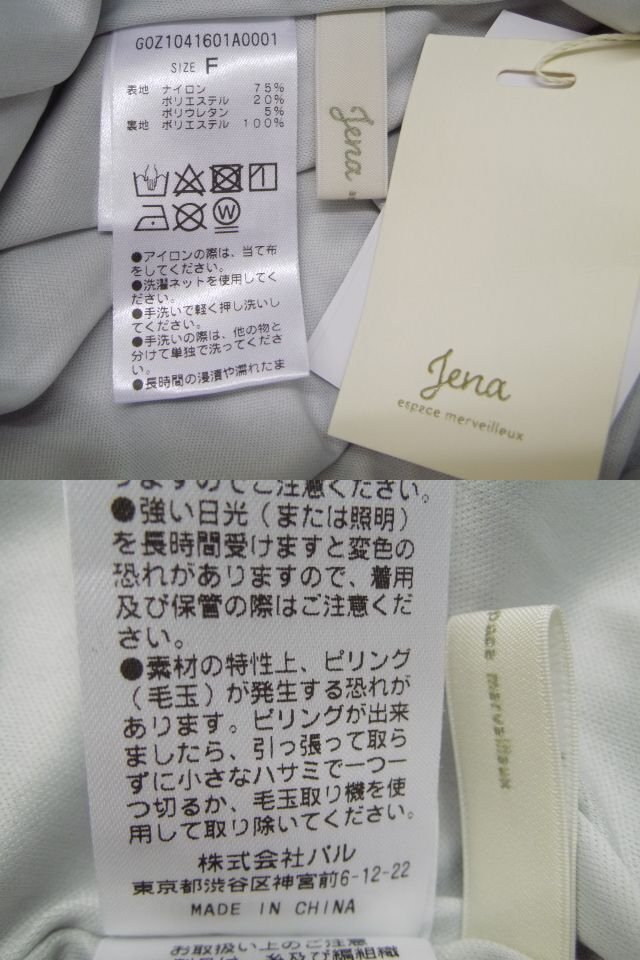 G0Z1041601A0001
SIZE F
表地 ナイロン 75%
ポリエステル 20%
ポリウレタン 5%
裏地 ポリエステル 100%
W
●アイロンの際は、当て布
をしてください。
●洗濯ネットを使用してく
ださい。
●手洗いで軽く押し洗いし
てください。
●手洗いの際は、他の物と
分けて単独で洗ってくださ
い。
●長時間の浸漬や濡れたま
Jena
Jena
espace merveilleux
りますのでご注意ください。
●強い日光(または照明)
を長時間受けますと変色の
恐れがありますので、着用
及び保管の際はご注意くだ
さい。
●素材の特性上、ピリング
(毛玉)が発生する恐れが
あります。ピリングが出来
ましたら、引っ張って取ら
ずに小さなハサミで一つ一
つ切るか、毛玉取り機を使
用して取り除いてください。
株式会社パル
東京都渋谷区神宮前6-12-22
MADE IN CHINA
merveilleux
お取扱い上のご注意